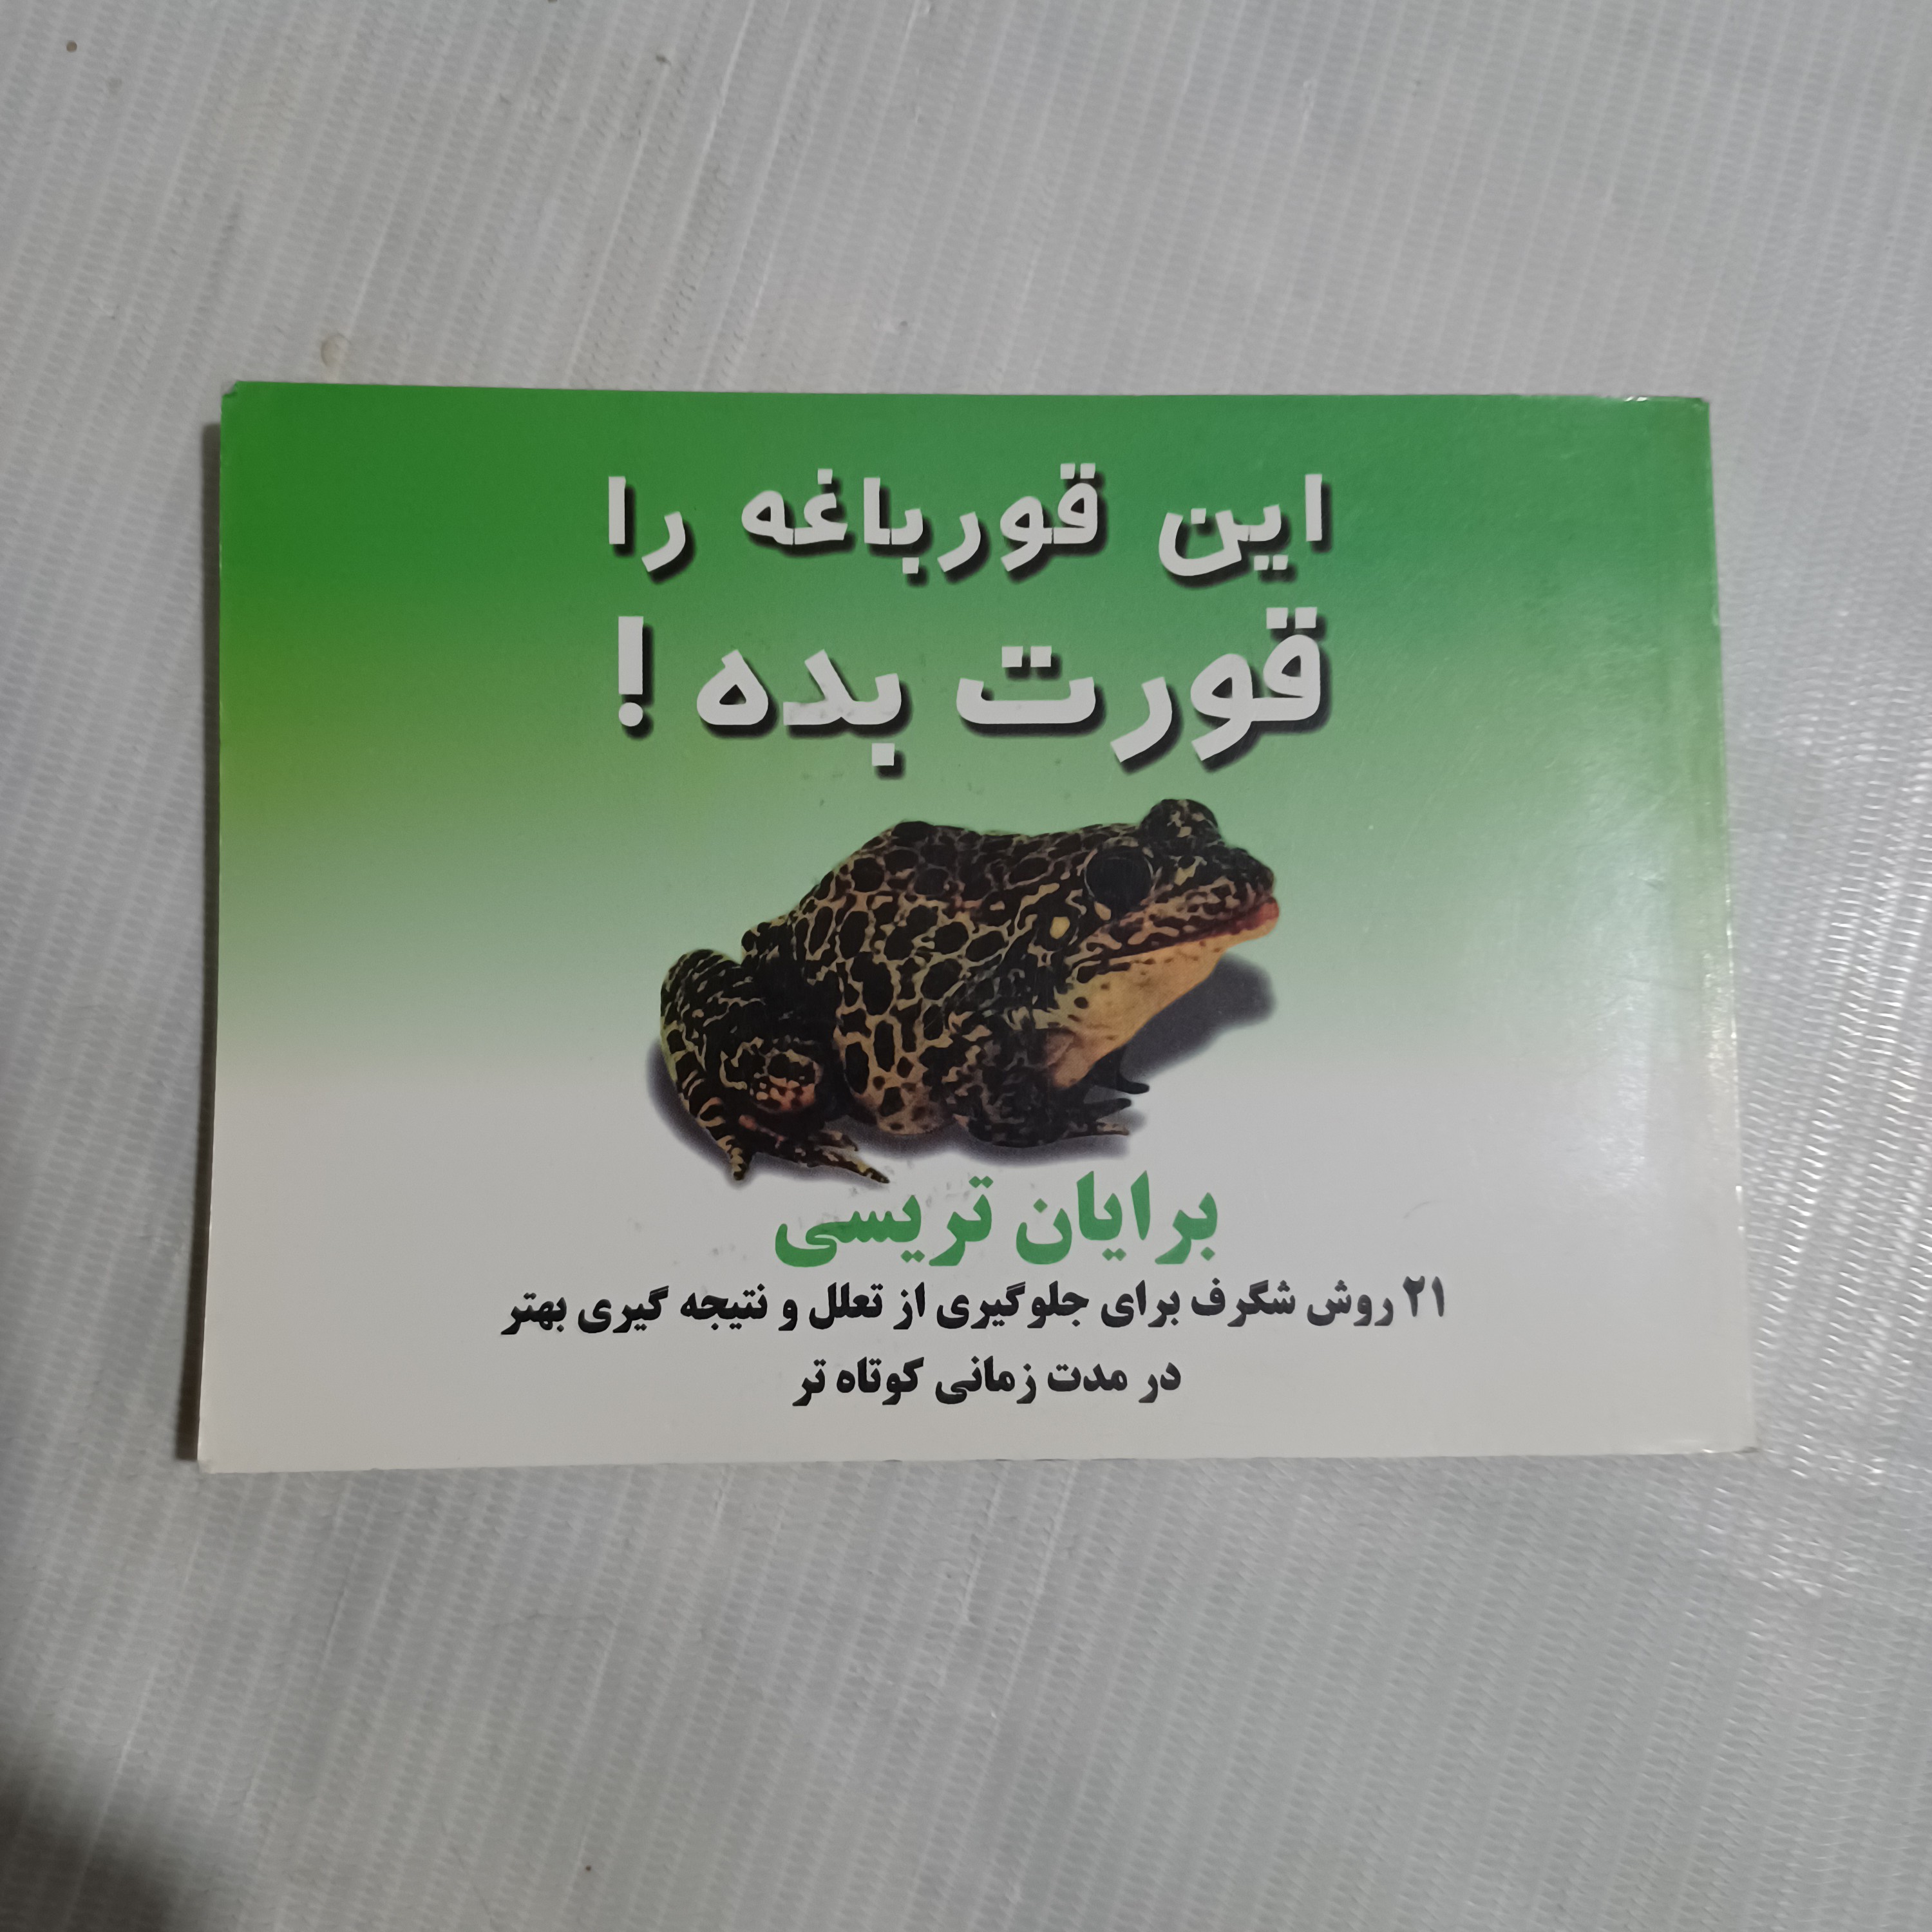 این قورباغه را
قورت بده !
برایان تریسی
۲۱ روش شگرف برای جلوگیری از تعلل و نتیجه گیری بهتر
در مدت زمانی کوتاه تر